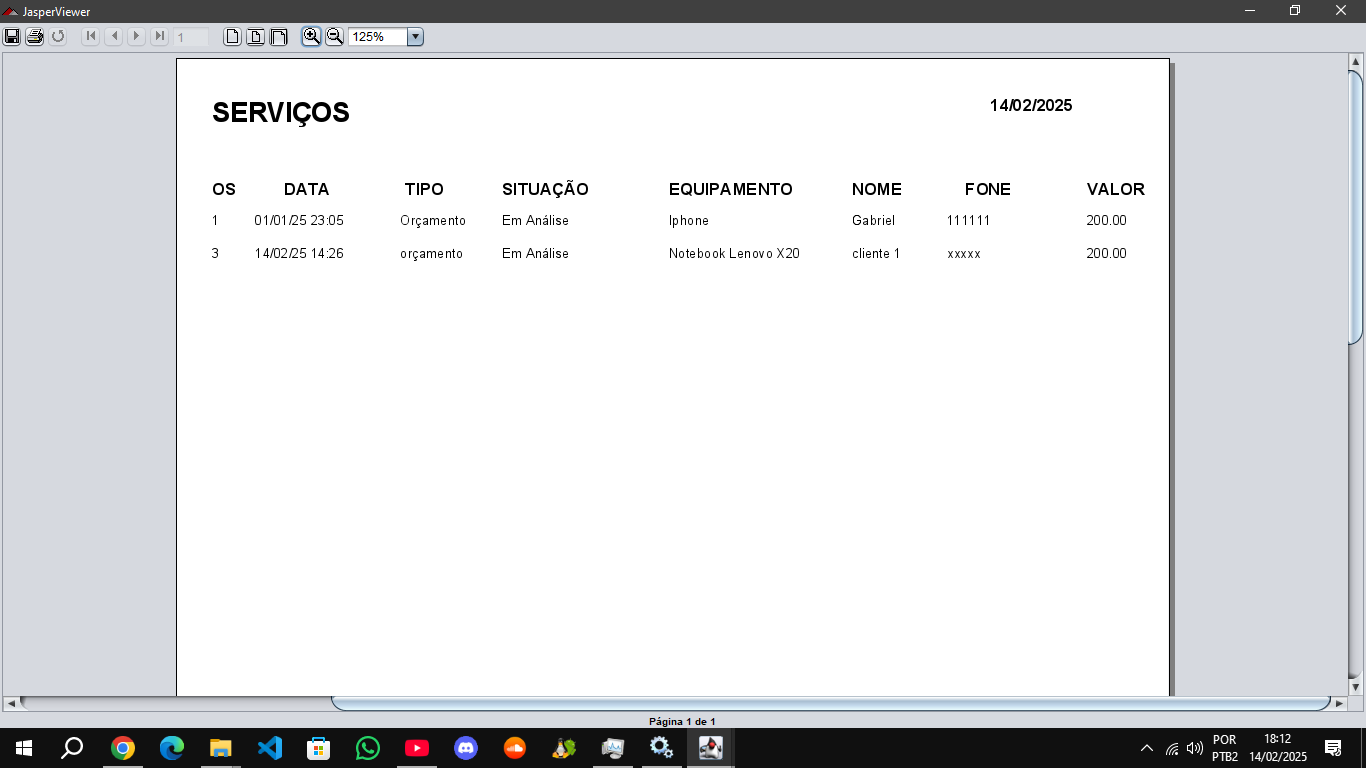 JasperViewer
1
125%
SERVIÇOS
14/02/2025
OS DATA TIPO SITUAÇÃO EQUIPAMENTO NOME FONE VALOR
1 01/01/25 23:05 Orçamento Em Análise Iphone Gabriel 111111 200.00
3 14/02/25 14:26 orçamento Em Análise Notebook Lenovo X20 cliente 1 xxxxx 200.00
Página 1 de 1
POR 18:12
PTB2 14/02/2025